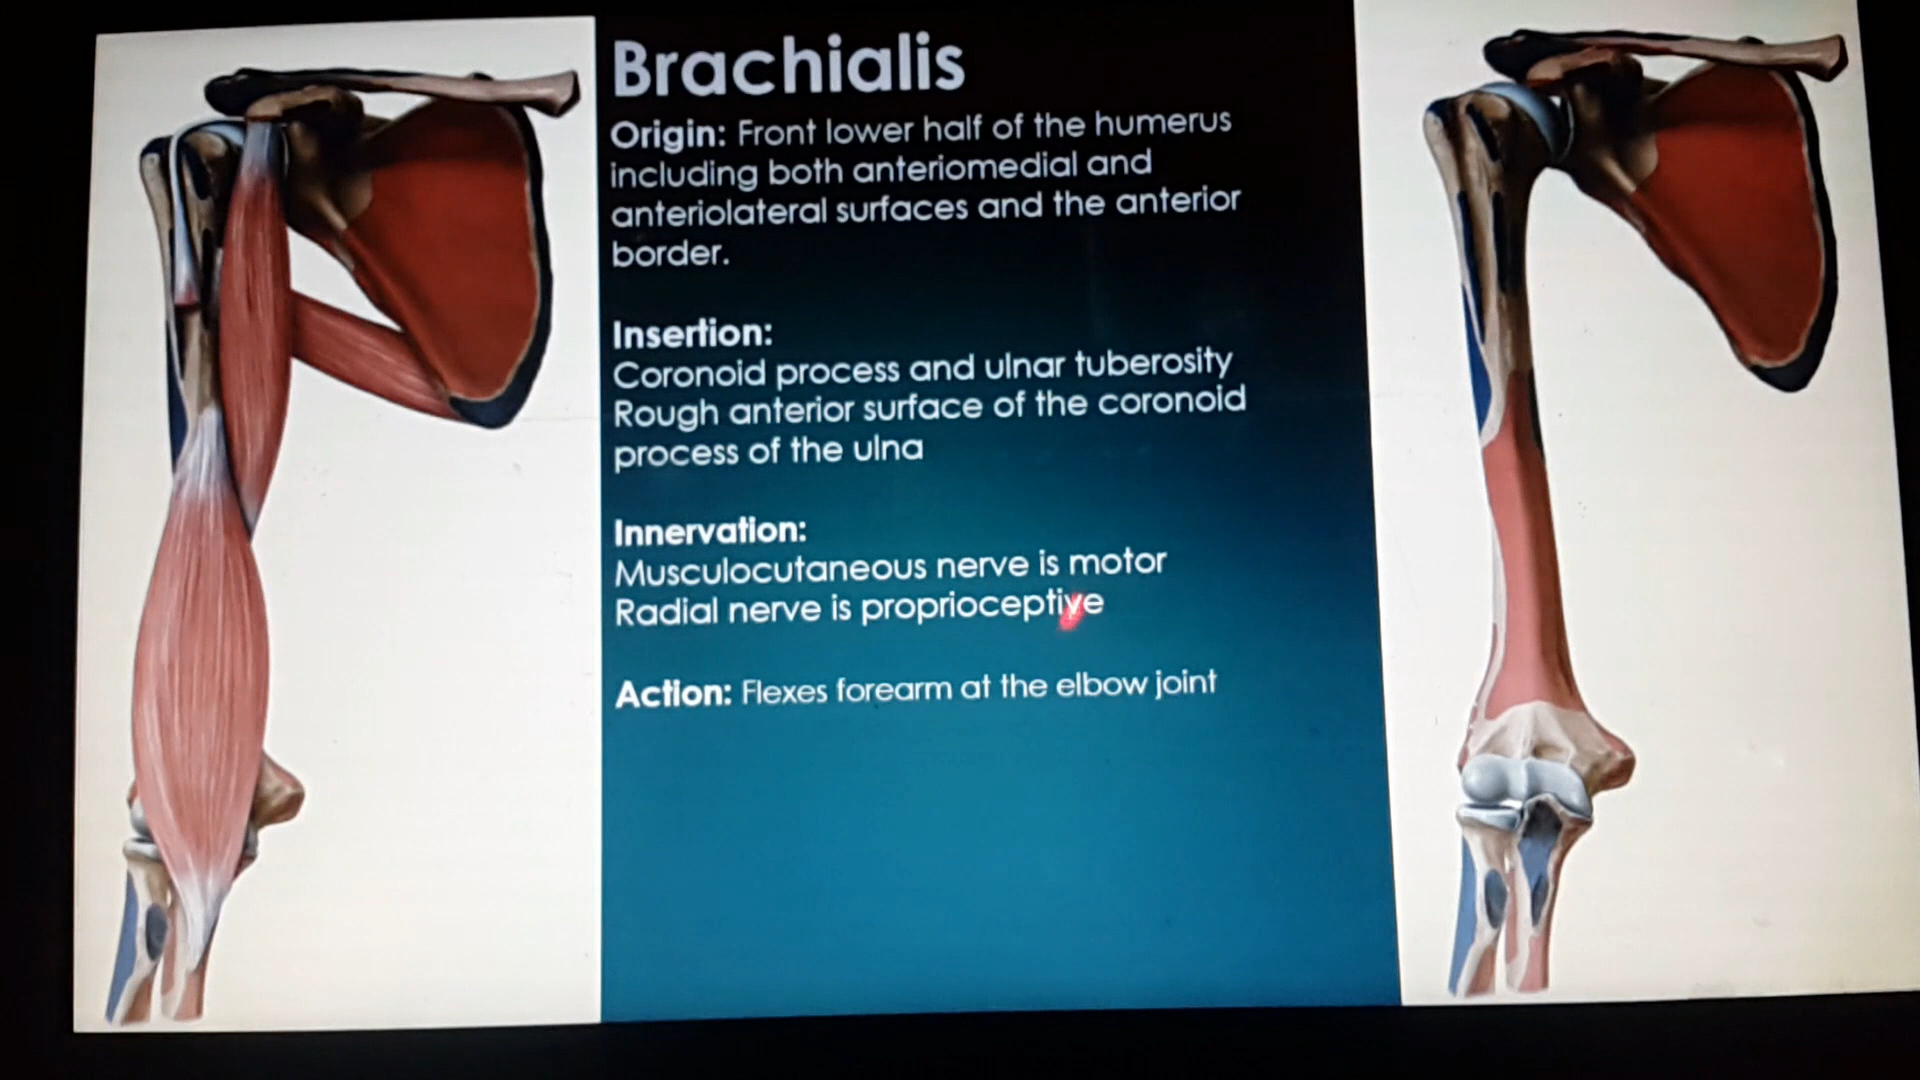 Brachialis
Origin: Front lower half of the humerus
including both anteriomedial and
anteriolateral surfaces and the anterior
border.
Insertion:
Coronoid process and ulnar tuberosity
Rough anterior surface of the coronoid
process of the ulna
Innervation:
Musculocutaneous nerve is motor
Radial nerve is proprioceptive
Action: Flexes forearm at the elbow joint